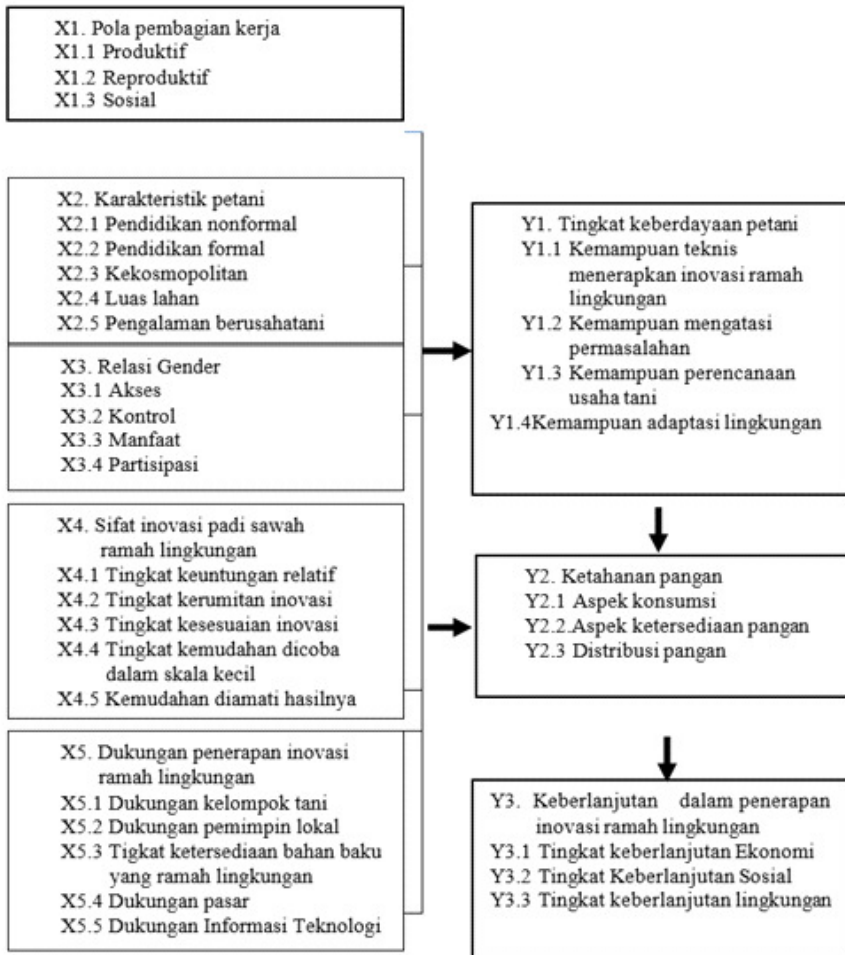 X1. Pola pembagian kerja
X1.1 Produktif
X1.2 Reproduktif
X1.3 Sosial
X2. Karakteristik petani
X2.1 Pendidikan nonformal
X2.2 Pendidikan formal
X2.3 Kekosmopolitan
X2.4 Luas lahan
X2.5 Pengalaman berusahatani
X3. Relasi Gender
X3.1 Akses
X3.2 Kontrol
X3.3 Manfaat
X3.4 Partisipasi
X4. Sifat inovasi padi sawah
ramah lingkungan
X4.1 Tingkat keuntungan relatif
X4.2 Tingkat kerumitan inovasi
X4.3 Tingkat kesesuaian inovasi
X4.4 Tingkat kemudahan dicoba
dalam skala kecil
X4.5 Kemudahan diamati hasilnya
X5. Dukungan penerapan inovasi
ramah lingkungan
X5.1 Dukungan kelompok tani
X5.2 Dukungan pemimpin lokal
X5.3 Tigkat ketersediaan bahan baku
yang ramah lingkungan
X5.4 Dukungan pasar
X5.5 Dukungan Informasi Teknologi
Y1. Tingkat keberdayaan petani
Y1.1 Kemampuan teknis
menerapkan inovasi ramah
lingkungan
Y1.2 Kemampuan mengatasi
permasalahan
Y1.3 Kemampuan perencanaan
usaha tani
Y1.4Kemampuan adaptasi lingkungan
Y2. Ketahanan pangan
Y2.1 Aspek konsumsi
Y2.2.Aspek ketersediaan pangan
Y2.3 Distribusi pangan
Y3. Keberlanjutan dalam penerapan
inovasi ramah lingkungan
Y3.1 Tingkat keberlanjutan Ekonomi
Y3.2 Tingkat Keberlanjutan Sosial
Y3.3 Tingkat keberlanjutan lingkungan